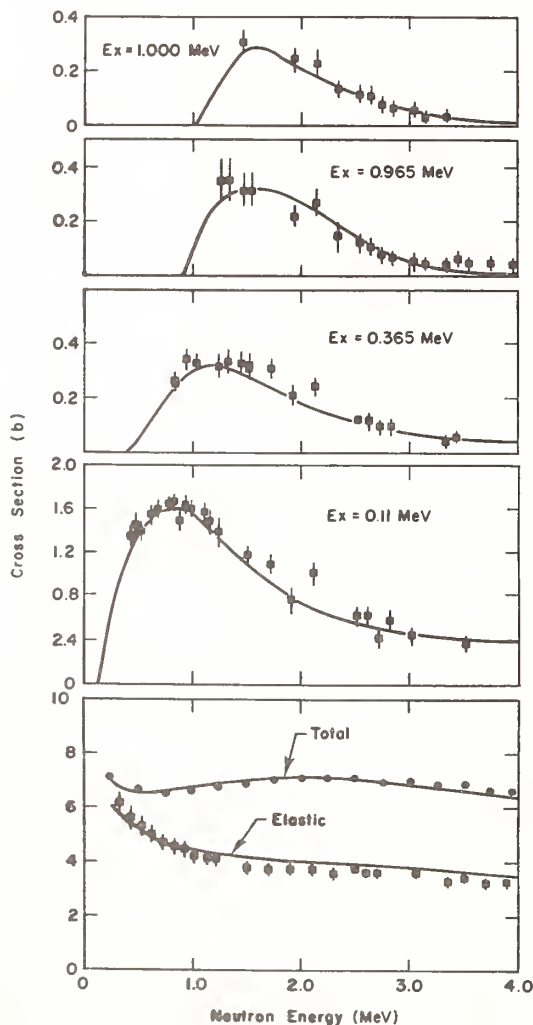 0.4
Ex = 1.000 MeV
0.2
0
Ex = 0.965 MeV
0.4
0.2
Ex = 0.365 MeV
0.4
0.2
2.0
Ex = 0.11 MeV
1.6
1.2
0.8
2.4
0
10
Total
8
6
Elastic
4
2
0
0 1.0 2.0 3.0 4.0
Neutron Energy (MeV)
Cross Section (b)